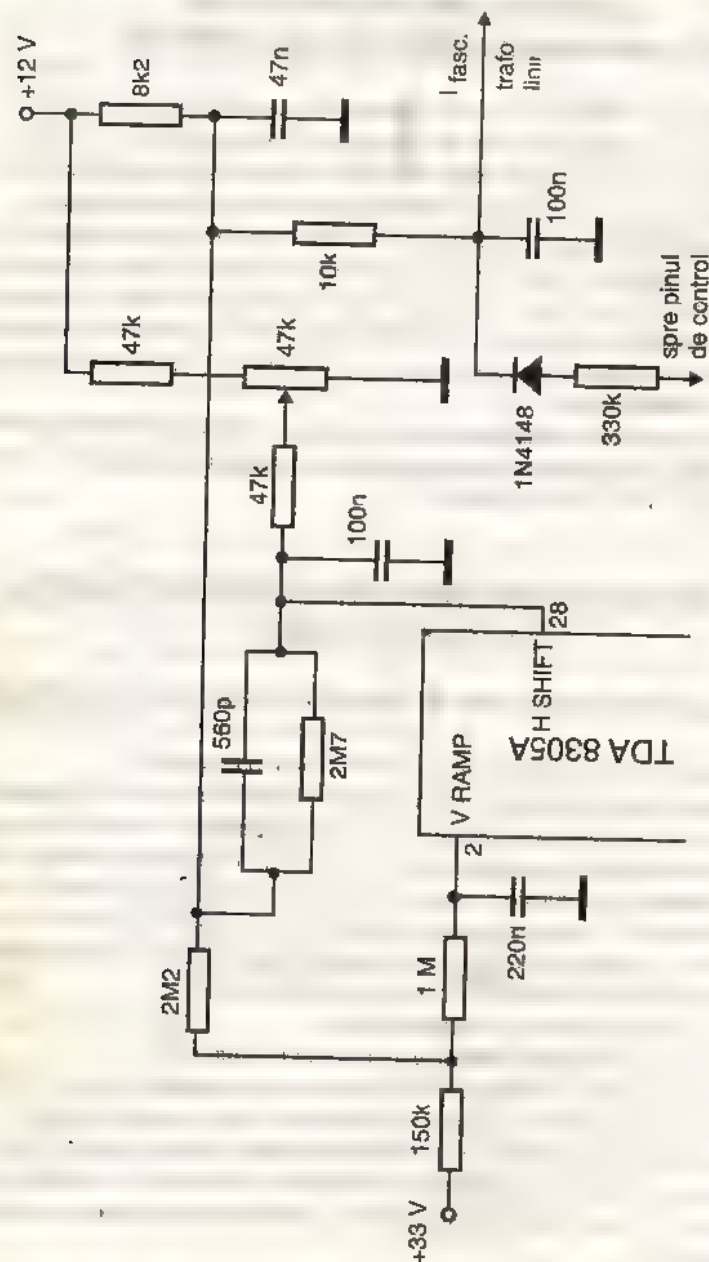 +12 V
8k2
47n
I fasc.
trafo
linii
47k
47k
10k
100n
47k
100n
1N4148
330k
spre pinul
de control
560p
2M7
28
H SHIFT
TDA 8305A
V RAMP
2
2M2
1 M
220n
150k
+33 V